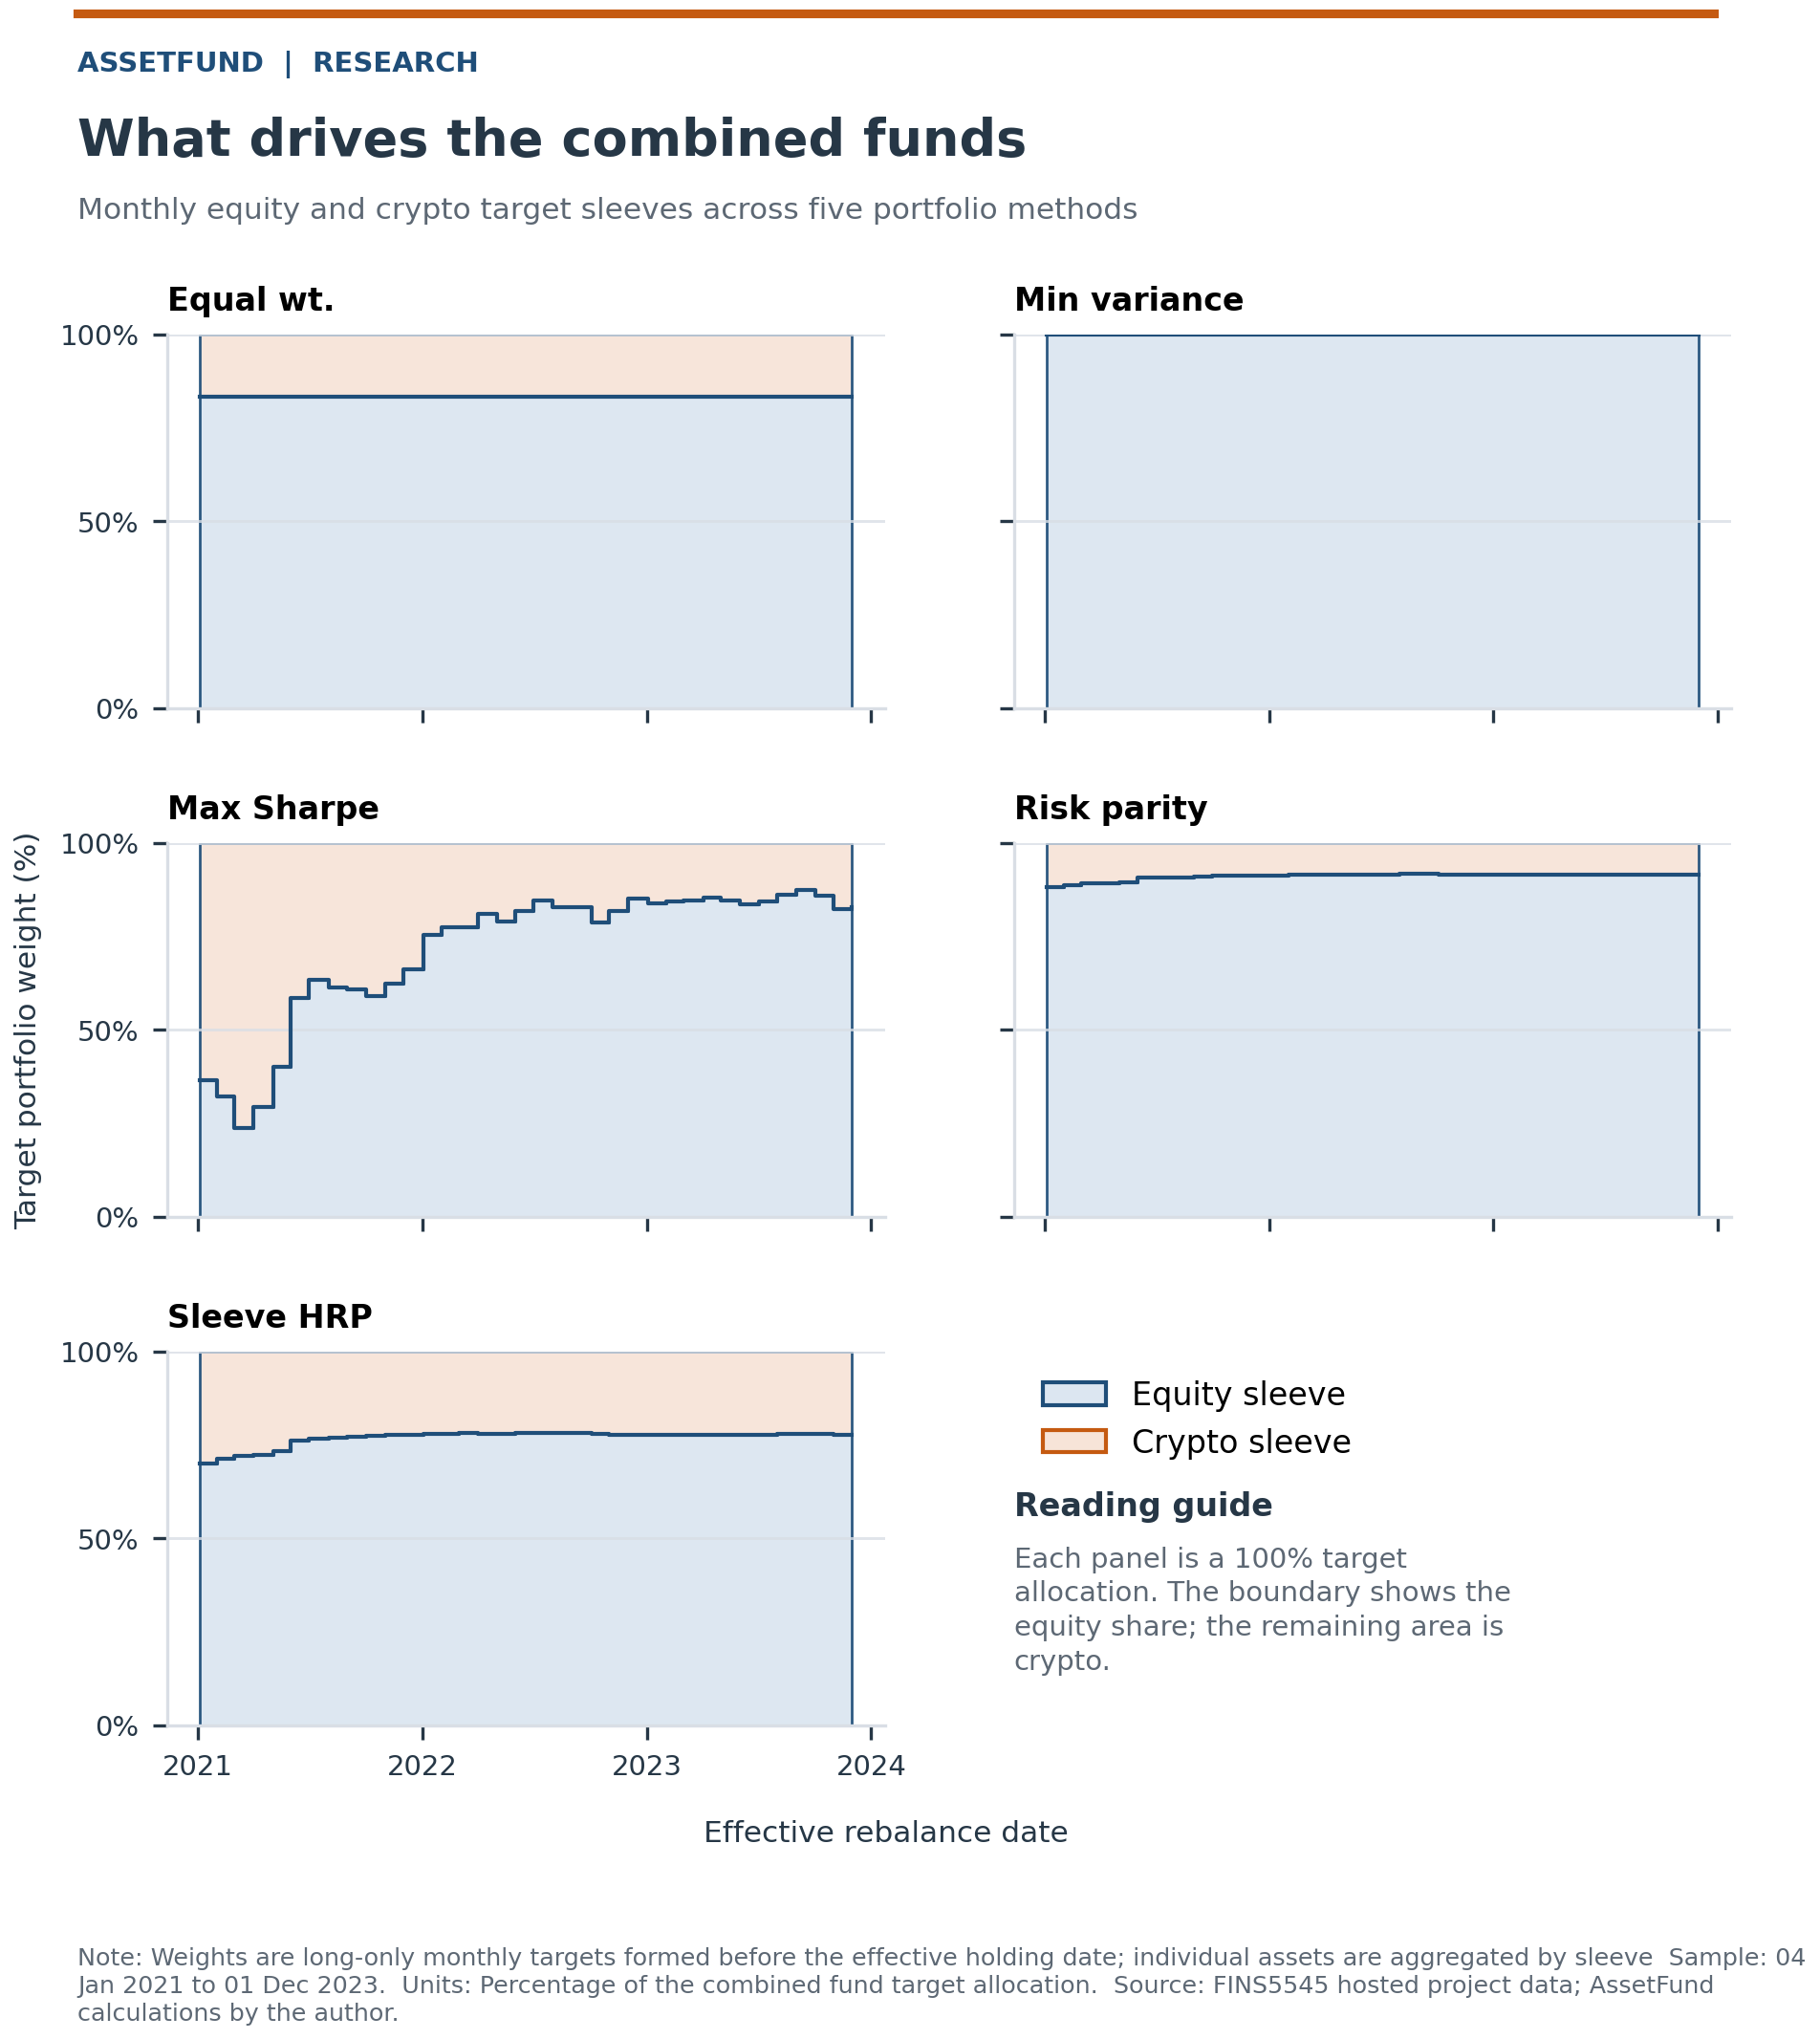 ASSETFUND | RESEARCH
What drives the combined funds
Monthly equity and crypto target sleeves across five portfolio methods
Equal wt.
100%
50%
0%
Min variance
Target portfolio weight (%)
Max Sharpe
100%
50%
0%
Risk parity
Sleeve HRP
100%
50%
0%
2021 2022 2023 2024
Equity sleeve
Crypto sleeve
Reading guide
Each panel is a 100% target
allocation. The boundary shows the
equity share; the remaining area is
crypto.
Effective rebalance date
Note: Weights are long-only monthly targets formed before the effective holding date; individual assets are aggregated by sleeve  Sample: 04
Jan 2021 to 01 Dec 2023.  Units: Percentage of the combined fund target allocation.  Source: FINS5545 hosted project data; AssetFund
calculations by the author.